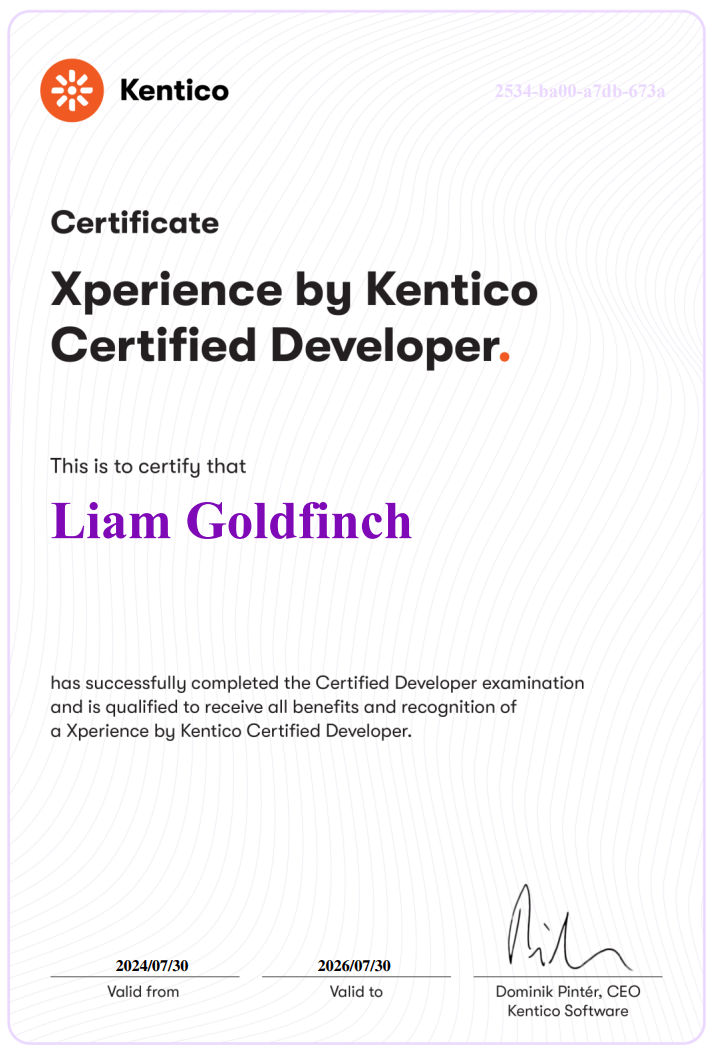 Kentico
2534-ba00-a7db-673a
Certificate
Xperience by Kentico
Certified Developer.
This is to certify that
Liam Goldfinch
has successfully completed the Certified Developer examination
and is qualified to receive all benefits and recognition of
a Xperience by Kentico Certified Developer.
2024/07/30
Valid from
2026/07/30
Valid to
Dominik Pintér, CEO
Kentico Software